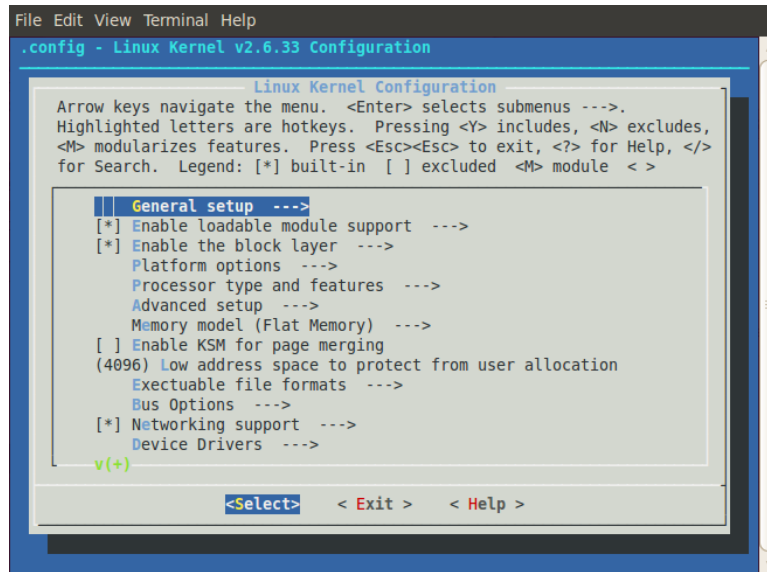 File Edit View Terminal Help
.config - Linux Kernel v2.6.33 Configuration
Linux Kernel Configuration
Arrow keys navigate the menu. <Enter> selects submenus --->.
Highlighted letters are hotkeys. Pressing <Y> includes, <N> excludes,
<M> modularizes features. Press <Esc><Esc> to exit, <?> for Help, </>
for Search. Legend: [*] built-in [ ] excluded <M> module < >
General setup --->
[*] Enable loadable module support --->
[*] Enable the block layer --->
Platform options --->
Processor type and features --->
Advanced setup --->
Memory model (Flat Memory) --->
[ ] Enable KSM for page merging
(4096) Low address space to protect from user allocation
Exectuable file formats --->
Bus Options --->
[*] Networking support --->
Device Drivers --->
v(+)
<Select> < Exit > < Help >